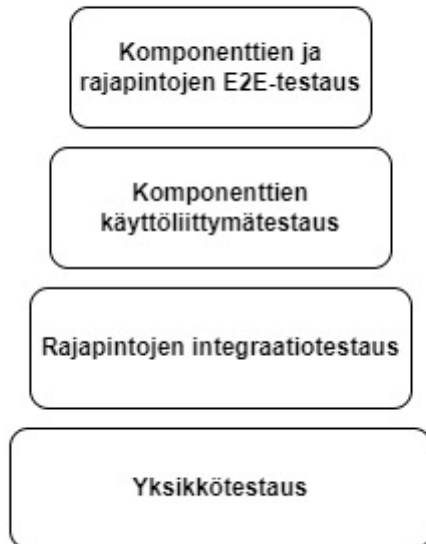 Komponenttien ja
rajapintojen E2E-testaus
Komponenttien
käyttöliittymätestaus
Rajapintojen integraatiotestaus
Yksikkötestaus